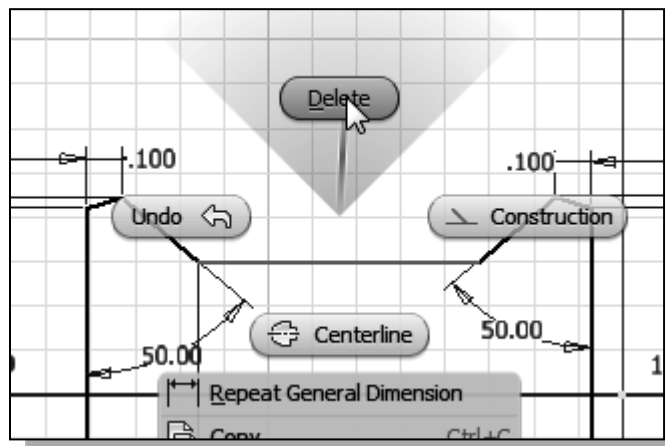 Delete
.100
.100
Undo
Construction
50.00
50.00
Centerline
Repeat General Dimension
Copy Ctrl+C